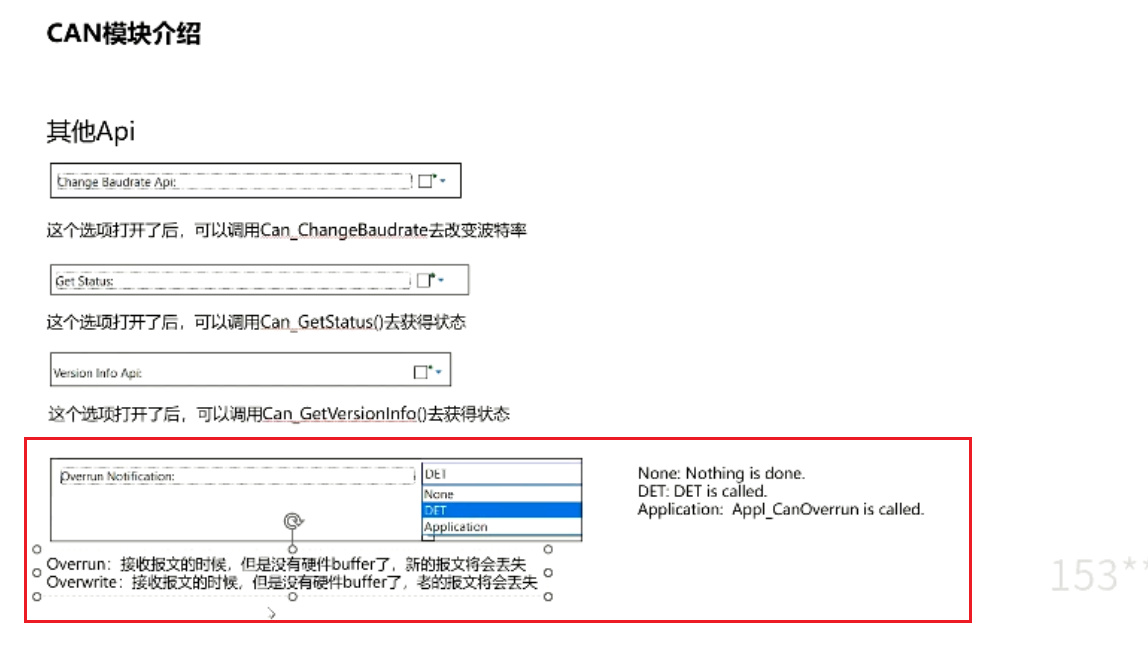 CAN模块介绍
其他Api
Change Baudrate Api:
这个选项打开了后，可以调用Can_ChangeBaudrate去改变波特率
Get Status:
这个选项打开了后，可以调用Can_GetStatus()去获得状态
Version Info Api:
这个选项打开了后，可以调用Can_GetVersionInfo()去获得状态
Overrun Notification:
DET
None
DET
Application
None: Nothing is done.
DET: DET is called.
Application: Appl_CanOverrun is called.
Overrun：接收报文的时候，但是没有硬件buffer了，新的报文将会丢失
Overwrite：接收报文的时候，但是没有硬件buffer了，老的报文将会丢失
153**